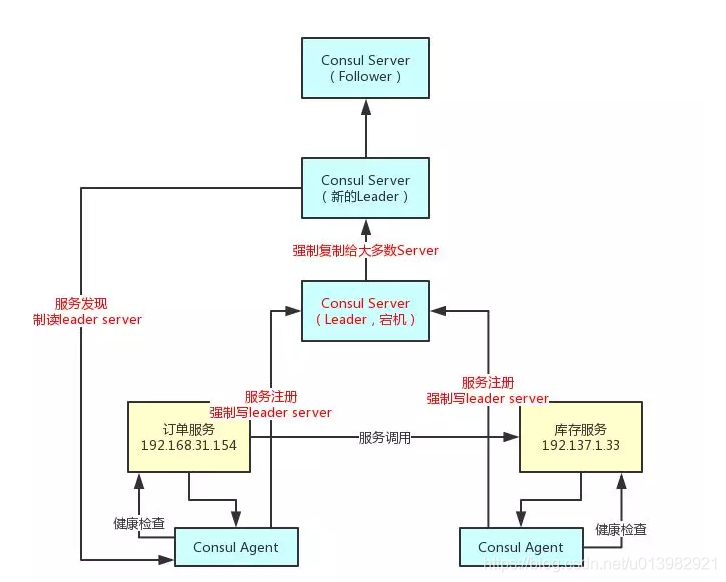 Consul Server
（Follower）
Consul Server
（新的Leader）
强制复制给大多数Server
服务发现
制读leader server
Consul Server
（Leader，宕机）
服务注册
强制写leader server
服务注册
强制写leader server
订单服务
192.168.31.154
服务调用
库存服务
192.137.1.33
健康检查
Consul Agent
Consul Agent
健康检查
https://blog.csdn.net/u013982921